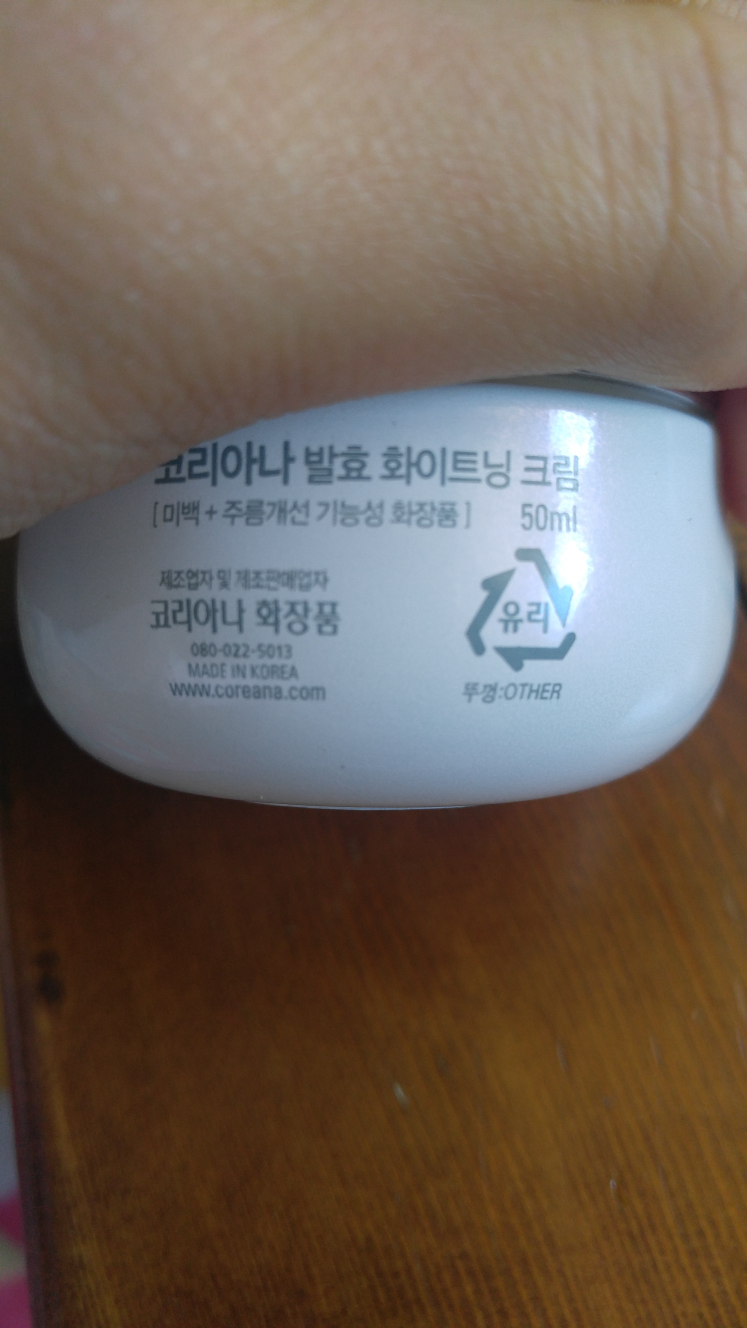 코리아나 발효 화이트닝 크림
[ 미백 + 주름개선 기능성 화장품 ] 50ml
제조업자 및 제조판매업자
코리아나 화장품
080-022-5013
MADE IN KOREA
www.coreana.com
유리
뚜껑:OTHER